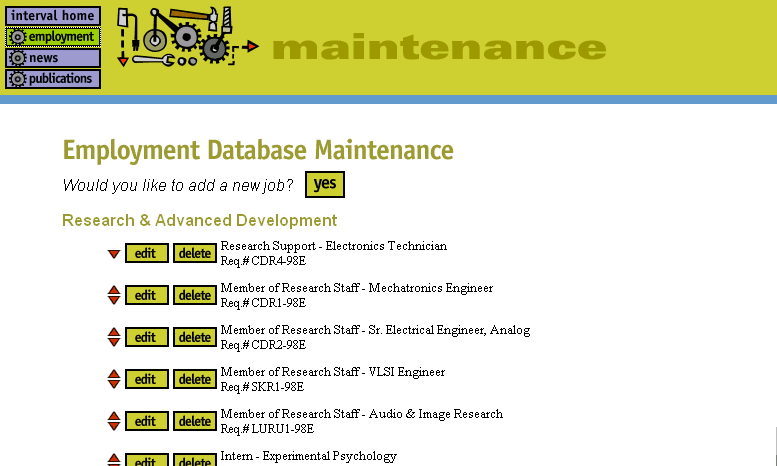 interval home
employment
news
publications
maintenance
Employment Database Maintenance
Would you like to add a new job? yes
Research & Advanced Development
edit delete Research Support - Electronics Technician
Req.# CDR4-98E
edit delete Member of Research Staff - Mechatronics Engineer
Req.# CDR1-98E
edit delete Member of Research Staff - Sr. Electrical Engineer, Analog
Req.# CDR2-98E
edit delete Member of Research Staff - VLSI Engineer
Req.# SKR1-98E
edit delete Member of Research Staff - Audio & Image Research
Req.# LURU1-98E
edit delete Intern - Experimental Psychology